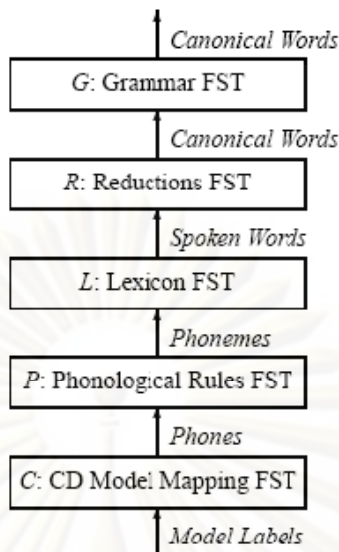 Canonical Words
G: Grammar FST
Canonical Words
R: Reductions FST
Spoken Words
L: Lexicon FST
Phonemes
P: Phonological Rules FST
Phones
C: CD Model Mapping FST
Model Labels